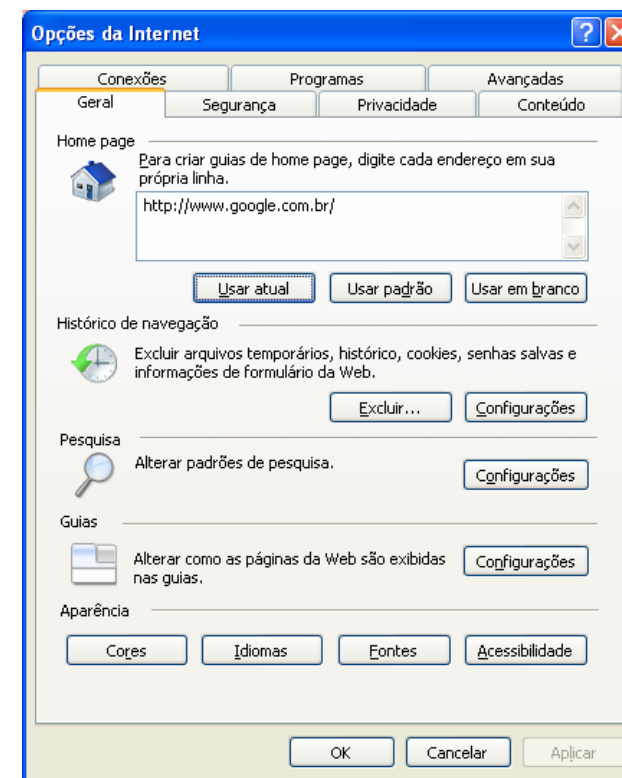 Opções da Internet
Conexões Programas Avançadas
Geral Segurança Privacidade Conteúdo
Home page
Para criar guias de home page, digite cada endereço em sua
própria linha.
http://www.google.com.br/
Usar atual Usar padrão Usar em branco
Histórico de navegação
Excluir arquivos temporários, histórico, cookies, senhas salvas e
informações de formulário da Web.
Excluir... Configurações
Pesquisa
Alterar padrões de pesquisa.
Configurações
Guias
Alterar como as páginas da Web são exibidas
nas guias.
Configurações
Aparência
Cores Idiomas Fontes Acessibilidade
OK Cancelar Aplicar